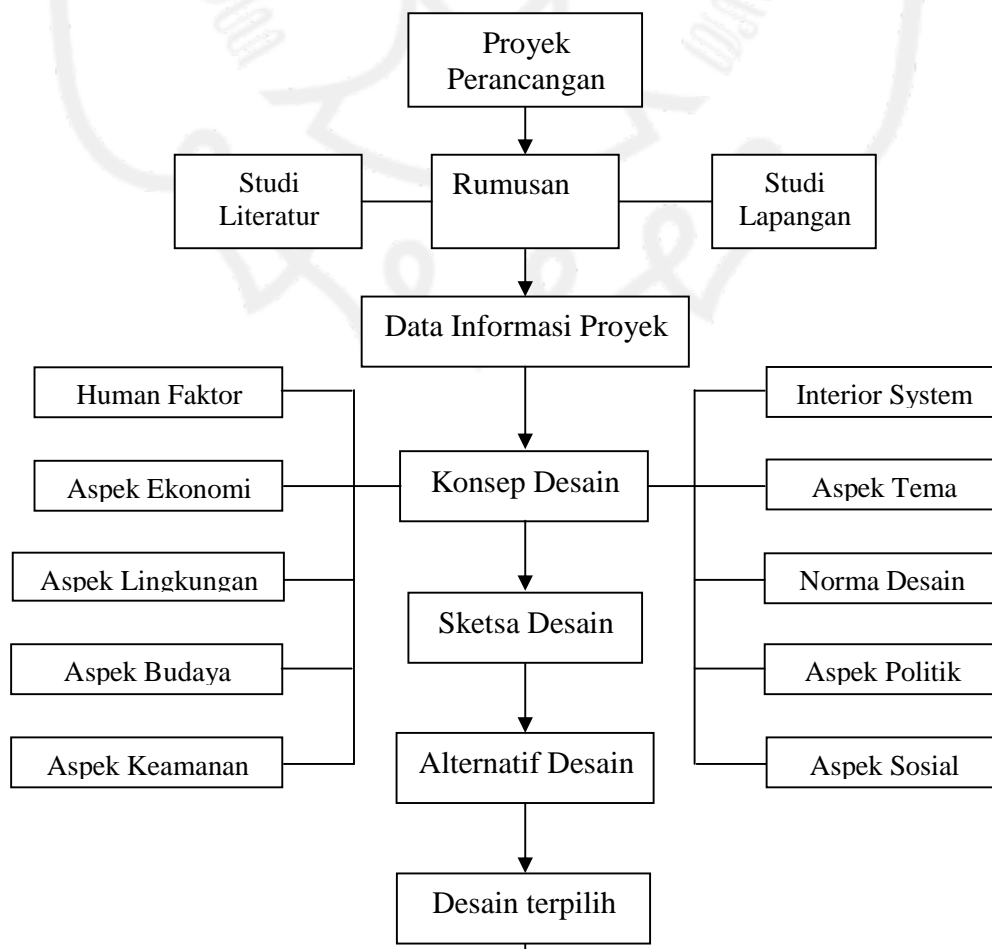 Proyek
Perancangan
Studi
Literatur
Rumusan
Studi
Lapangan
Data Informasi Proyek
Human Faktor
Interior System
Aspek Ekonomi
Konsep Desain
Aspek Tema
Aspek Lingkungan
Norma Desain
Sketsa Desain
Aspek Budaya
Aspek Politik
Aspek Keamanan
Alternatif Desain
Aspek Sosial
Desain terpilih